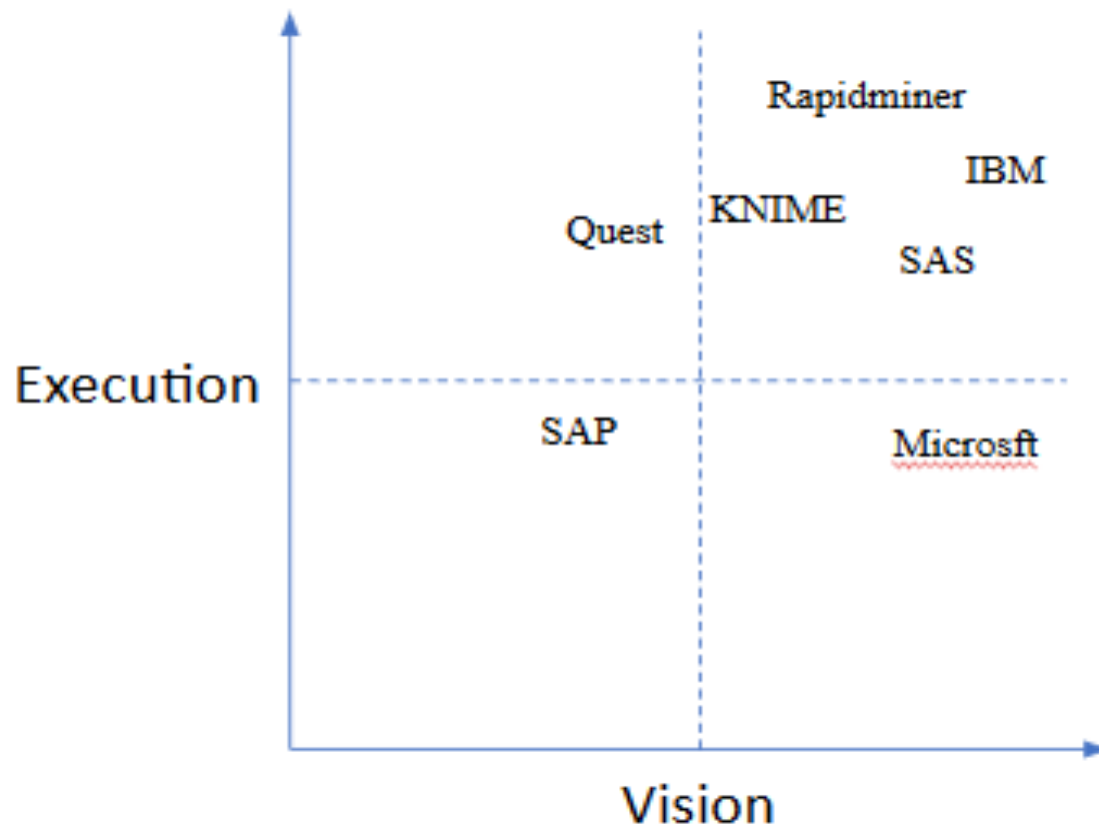 Rapidminer
IBM
KNIME
Quest
SAS
Execution
SAP
Microsft
Vision